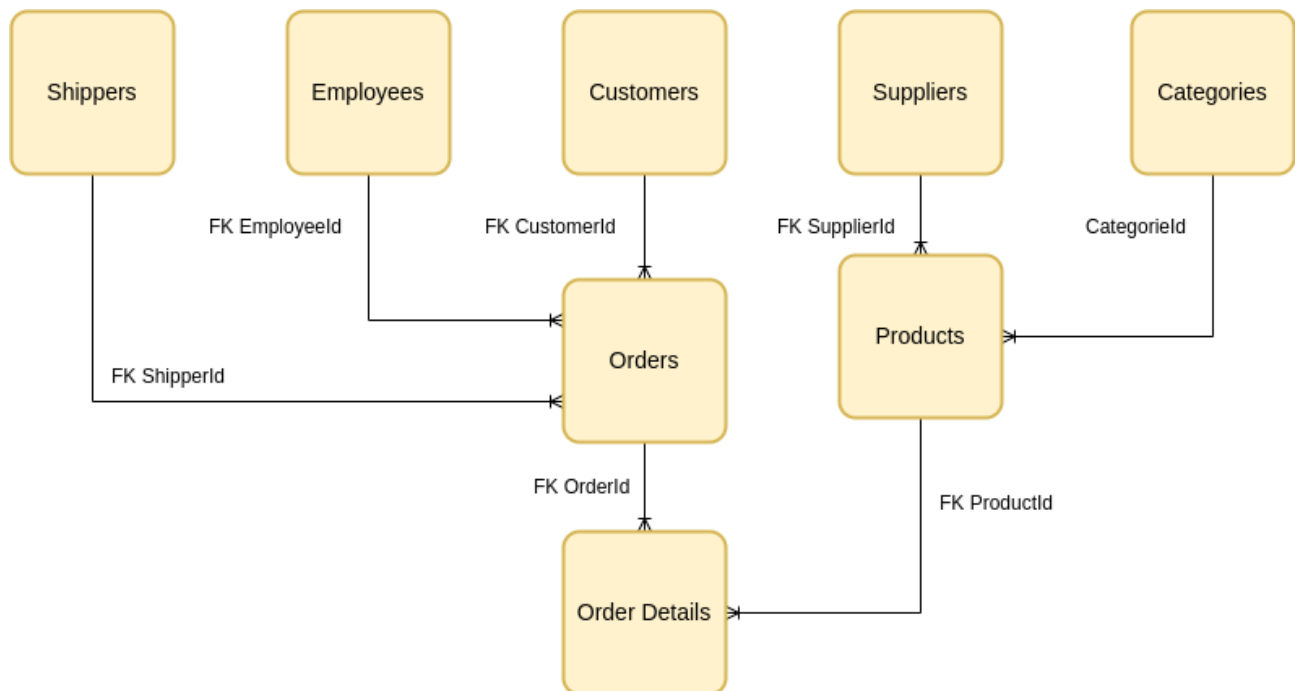 Shippers
Employees
Customers
Suppliers
Categories
FK EmployeeId
FK CustomerId
FK SupplierId
CategorieId
Products
Orders
FK ShipperId
FK OrderId
FK ProductId
Order Details